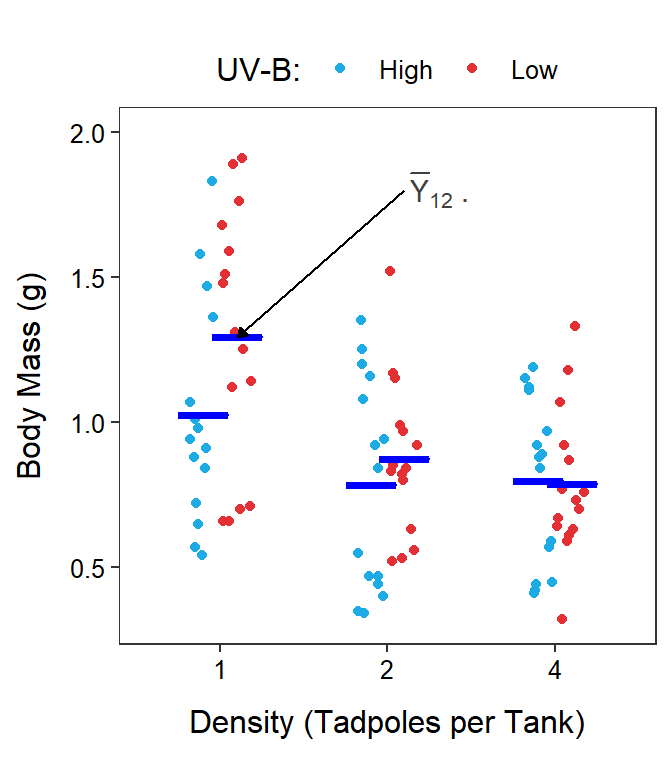 UV-B: High Low
2.0
Y̅₁₂ .
1.5
Body Mass (g)
1.0
0.5
1 2 4
Density (Tadpoles per Tank)